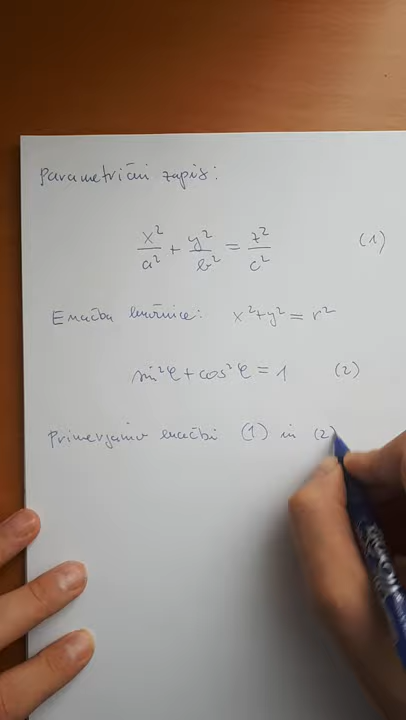 Parametrični zapis:
x²/a² + y²/b² = z²/c² (1)
Enačba krožnice: x²+y² = r²
sin²φ + cos²φ = 1 (2)
Primerjamo enačbi (1) in (2)